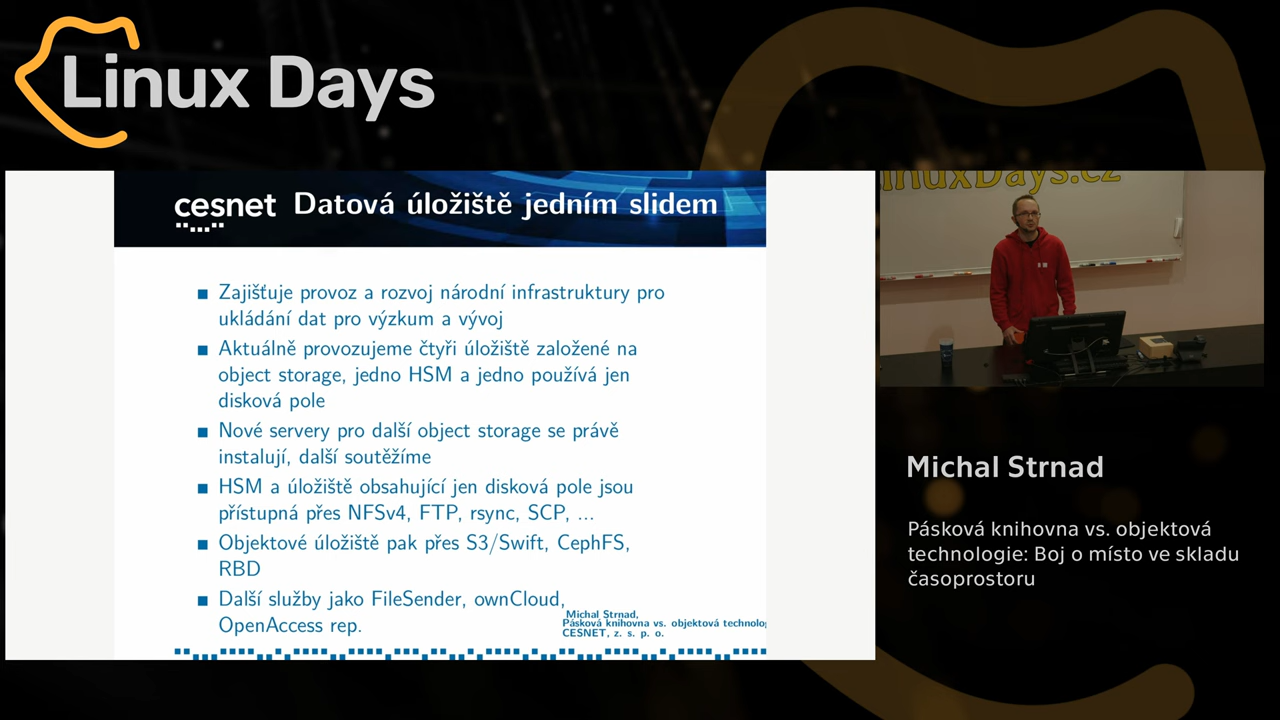 Linux Days
cesnet
Datová úložiště jedním slidem
Zajišťuje provoz a rozvoj národní infrastruktury pro
ukládání dat pro výzkum a vývoj
Aktuálně provozujeme čtyři úložiště založené na
object storage, jedno HSM a jedno používá jen
disková pole
Nové servery pro další object storage se právě
instalují, další soutěžíme
HSM a úložiště obsahující jen disková pole jsou
přístupná přes NFSv4, FTP, rsync, SCP, ...
Objektové úložiště pak přes S3/Swift, CephFS,
RBD
Další služby jako FileSender, ownCloud,
OpenAccess rep.
Michal Strnad,
Pásková knihovna vs. objektová technolog
CESNET, z. s. p. o.
LinuxDays.cz
Michal Strnad
Pásková knihovna vs. objektová
technologie: Boj o místo ve skladu
časoprostoru